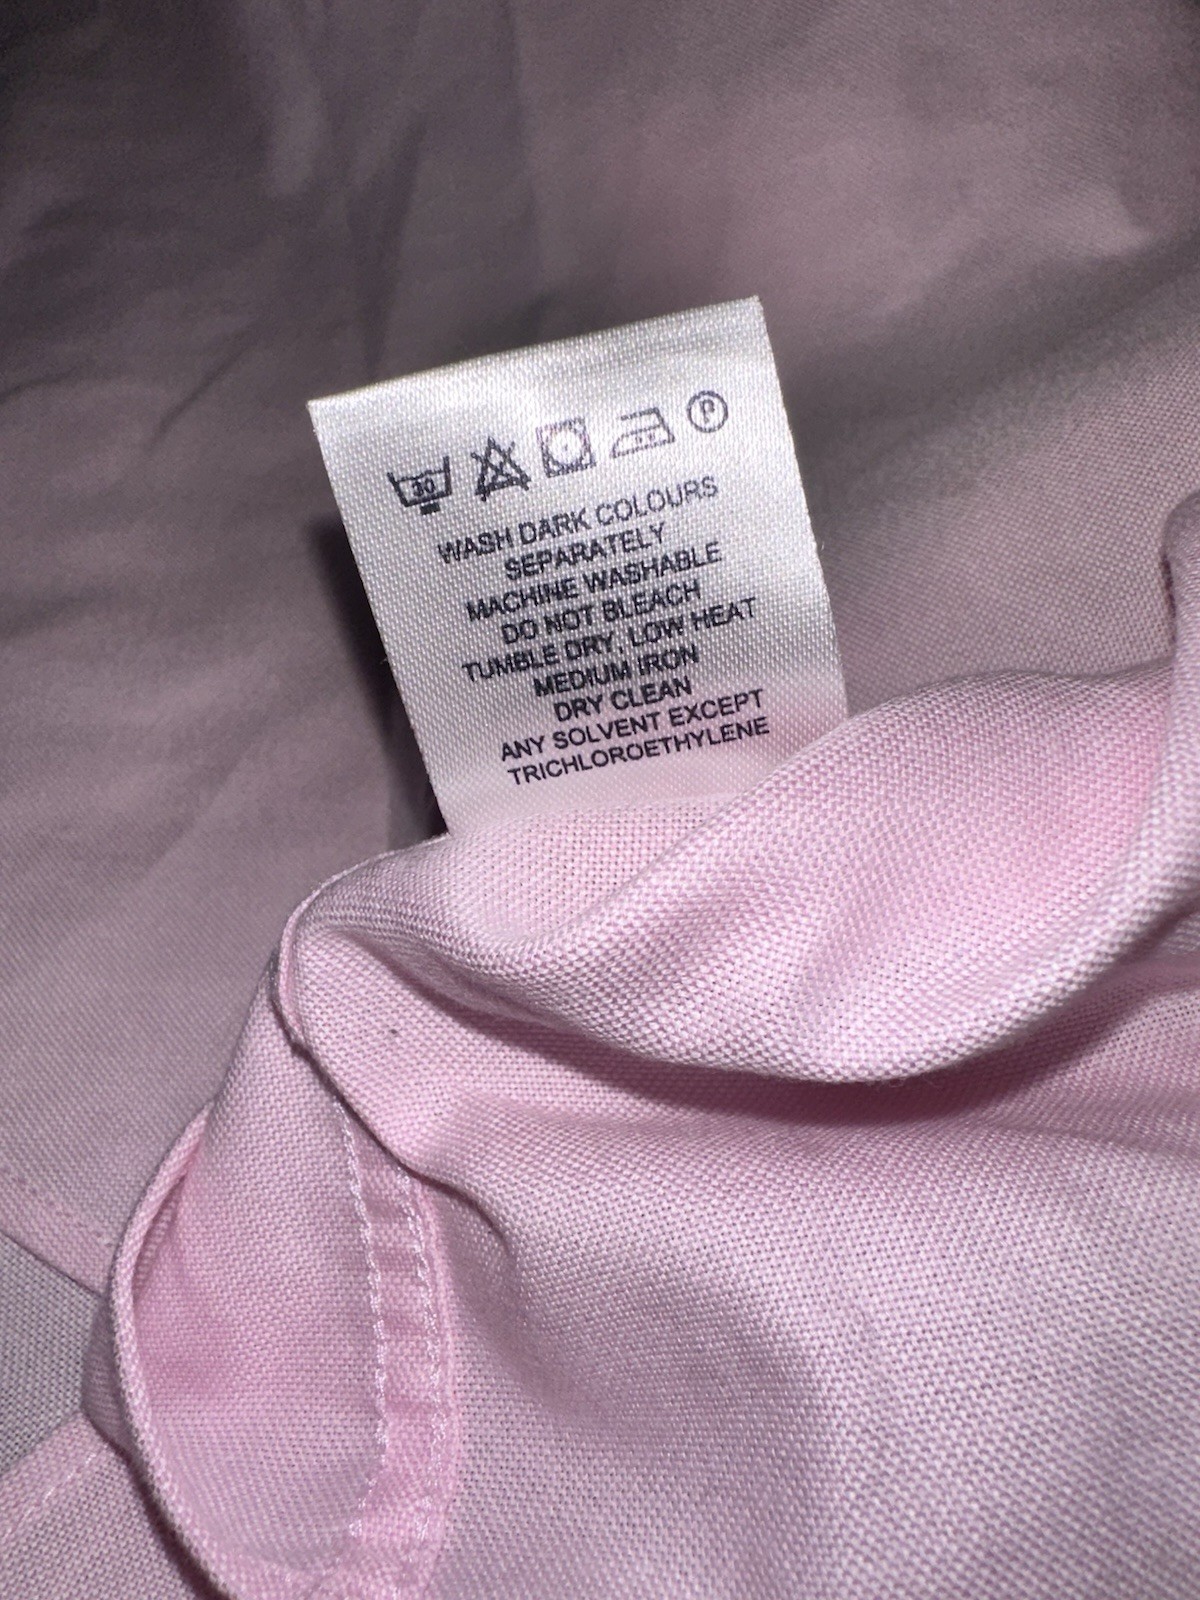 30 P
WASH DARK COLOURS
SEPARATELY
MACHINE WASHABLE
DO NOT BLEACH
TUMBLE DRY, LOW HEAT
MEDIUM IRON
DRY CLEAN
ANY SOLVENT EXCEPT
TRICHLOROETHYLENE